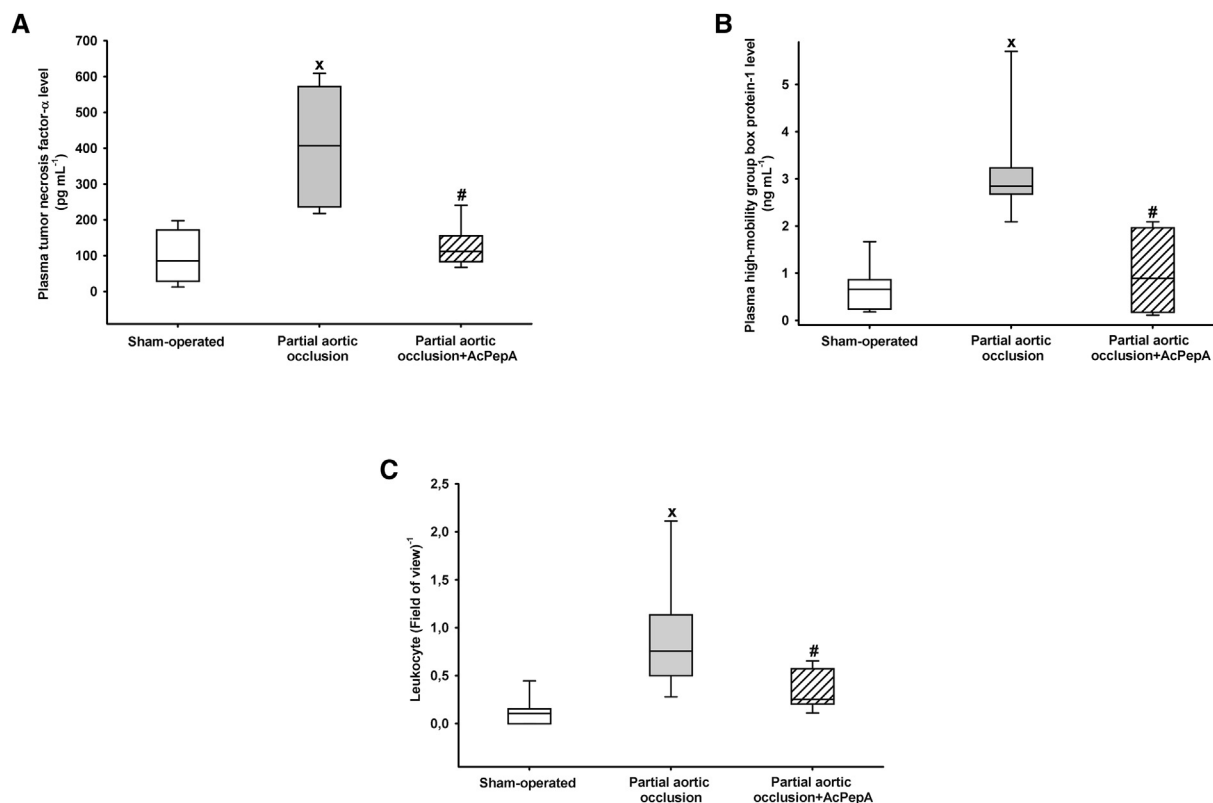 A
Plasma tumor necrosis factor-α level
(pg mL⁻¹)
700
600
500
400
300
200
100
0
x
#
Sham-operated
Partial aortic
occlusion
Partial aortic
occlusion+AcPepA
B
Plasma high-mobility group box protein-1 level
(ng mL⁻¹)
5
4
3
2
1
0
x
#
Sham-operated
Partial aortic
occlusion
Partial aortic
occlusion+AcPepA
C
Leukocyte (Field of view)⁻¹
2,5
2,0
1,5
1,0
0,5
0,0
x
#
Sham-operated
Partial aortic
occlusion
Partial aortic
occlusion+AcPepA